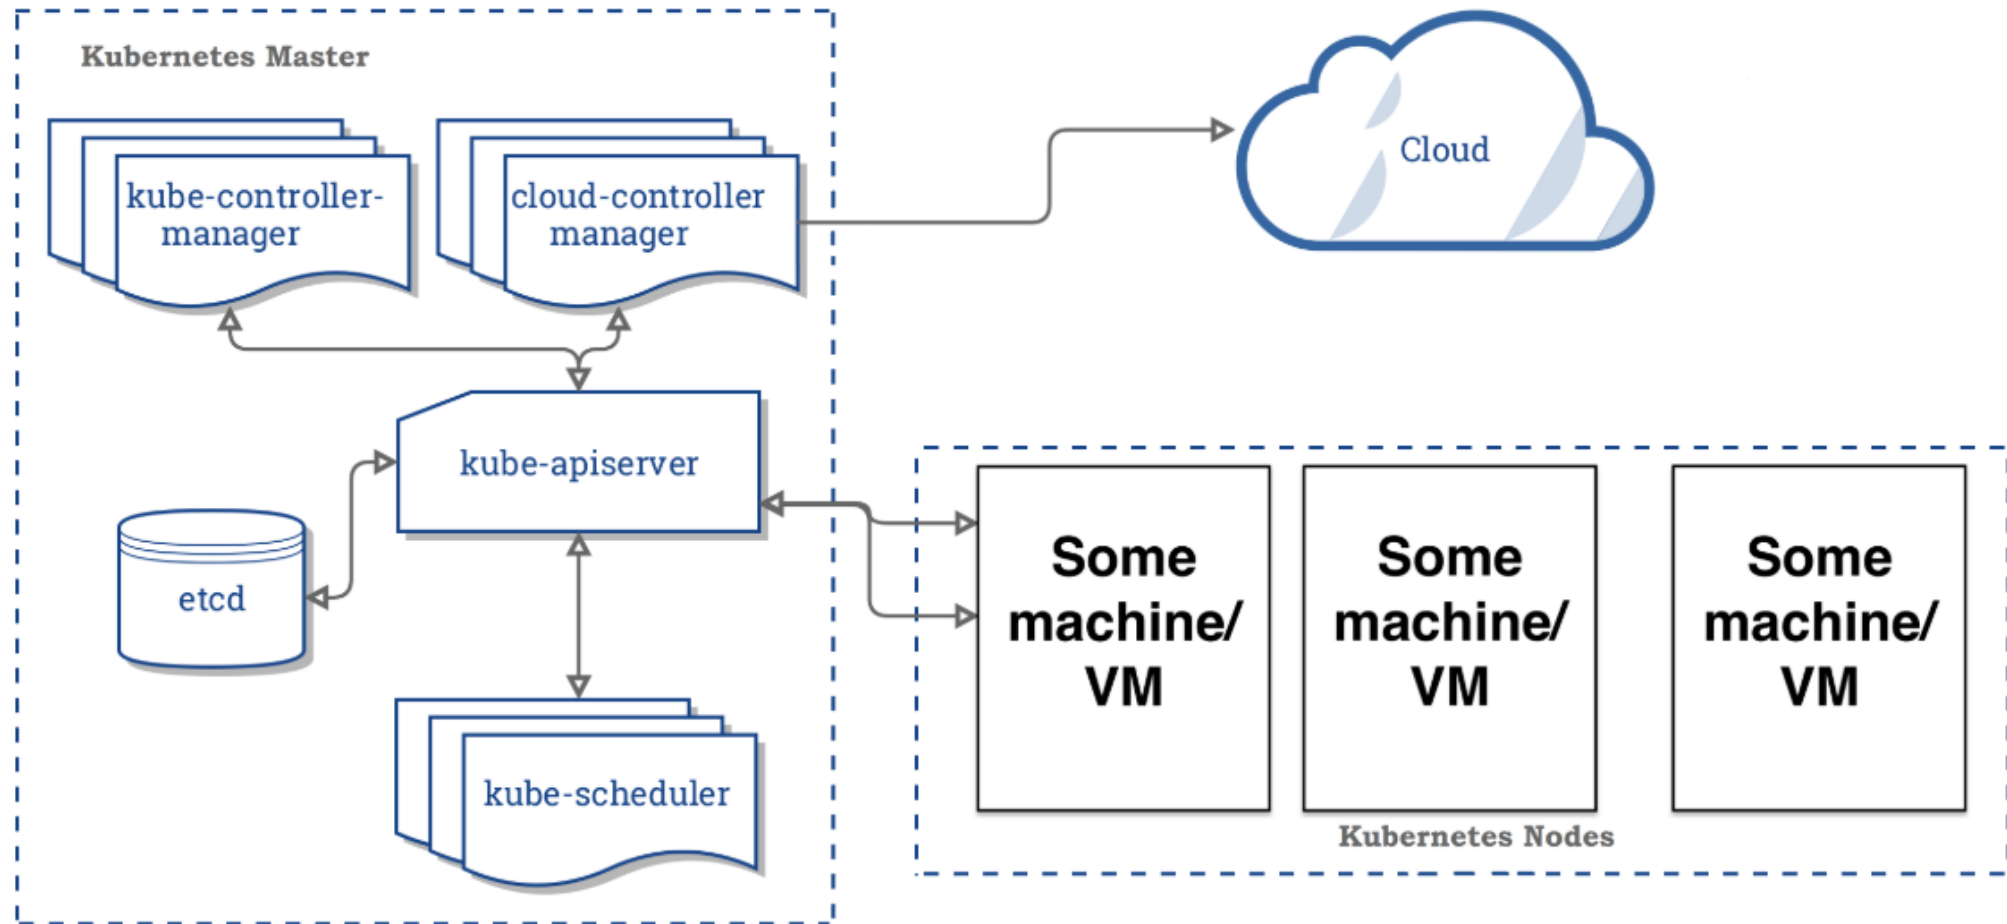 Kubernetes Master
kube-controller-
manager
cloud-controller
manager
Cloud
kube-apiserver
etcd
kube-scheduler
Some
machine/
VM
Some
machine/
VM
Some
machine/
VM
Kubernetes Nodes